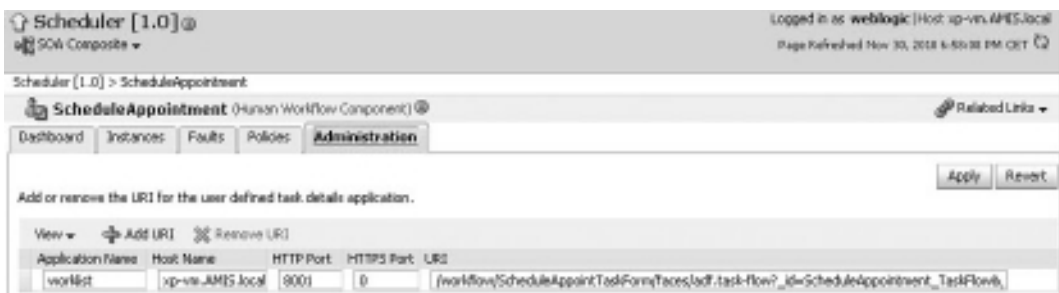 Scheduler [1.0]
Logged in as weblogic|Host xp-vm.AMIS.local
SOA Composite
Page Refreshed Nov 30, 2010 6:58:38 PM CET
Scheduler [1.0] > ScheduleAppointment
ScheduleAppointment (Human Workflow Component)
Related Links
Dashboard Instances Faults Policies Administration
Apply Revert
Add or remove the URI for the user defined task details application.
View Add URI Remove URI
Application Name Host Name HTTP Port HTTPS Port URI
worklist xp-vm.AMIS.local 8001 0 /workflow/ScheduleAppointTaskForm/faces/adf.task-flow?_id=ScheduleAppointment_TaskFlow&